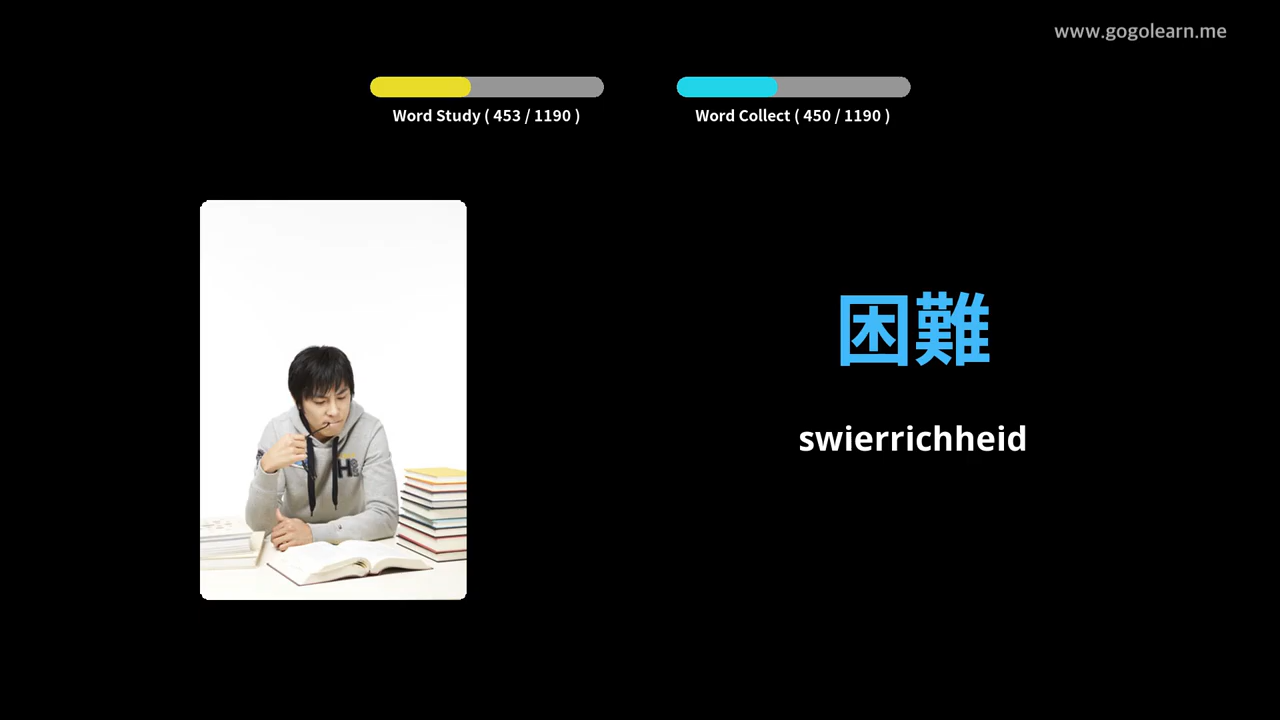 www.gogolearn.me
Word Study ( 453 / 1190 )
Word Collect ( 450 / 1190 )
困難
swierrichheid
H